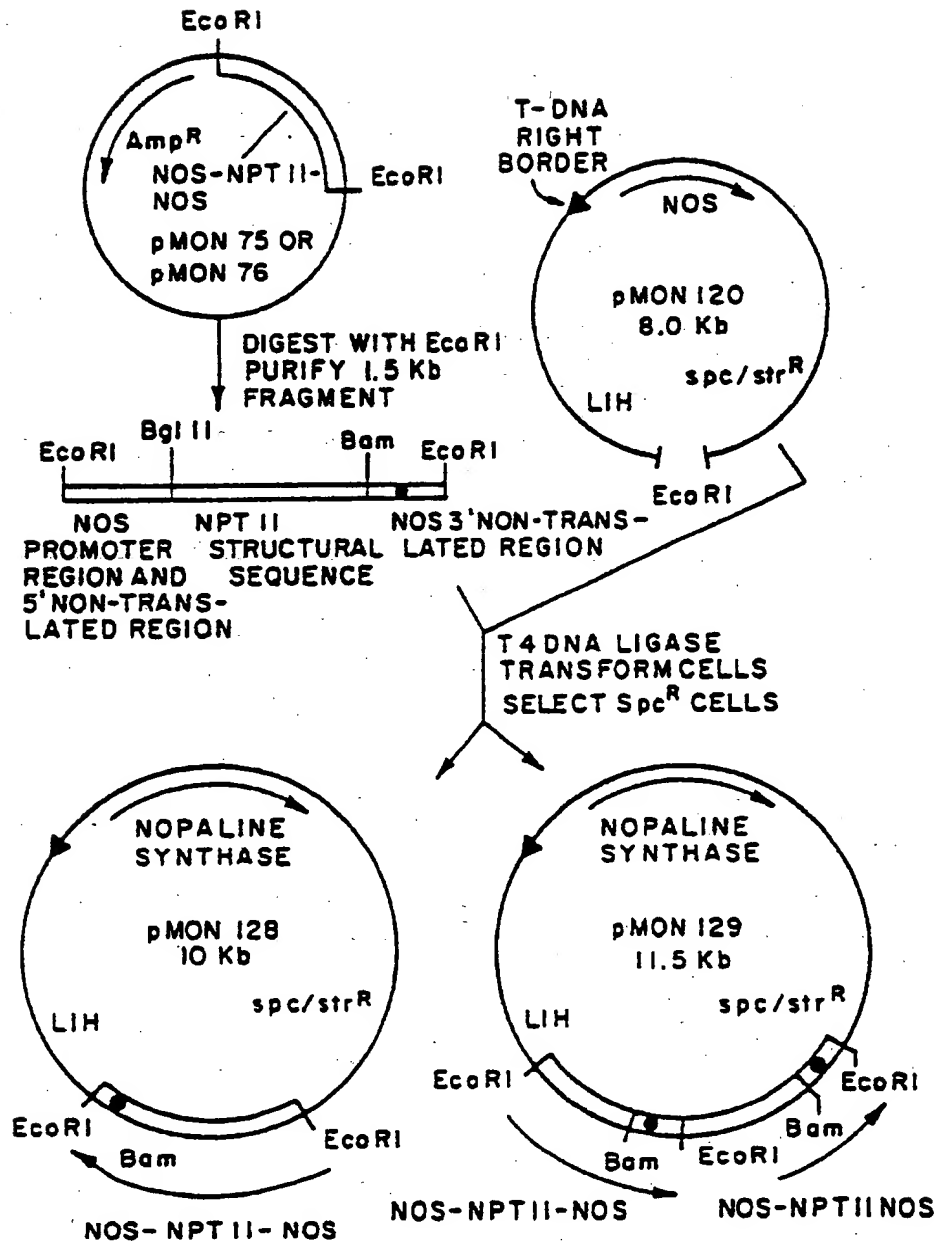 EcoRI
AmpR
NOS-NPT II-
NOS
EcoRI
pMON 75 OR
pMON 76
T-DNA
RIGHT
BORDER
NOS
pMON 120
8.0 Kb
spc/strR
LIH
EcoRI
DIGEST WITH EcoRI
PURIFY 1.5 Kb
FRAGMENT
EcoRI
Bgl II
Bam
EcoRI
NOS
PROMOTER
REGION AND
5' NON-TRANS-
LATED REGION
NPT II
STRUCTURAL
SEQUENCE
NOS 3' NON-TRANS-
LATED REGION
T4 DNA LIGASE
TRANSFORM CELLS
SELECT SpcR CELLS
NOPALINE
SYNTHASE
pMON 128
10 Kb
spc/strR
LIH
EcoRI
Bam
EcoRI
NOS-NPT II-NOS
NOPALINE
SYNTHASE
pMON 129
11.5 Kb
spc/strR
LIH
EcoRI
EcoRI
Bam
Bam
EcoRI
NOS-NPT II-NOS
NOS-NPT II NOS